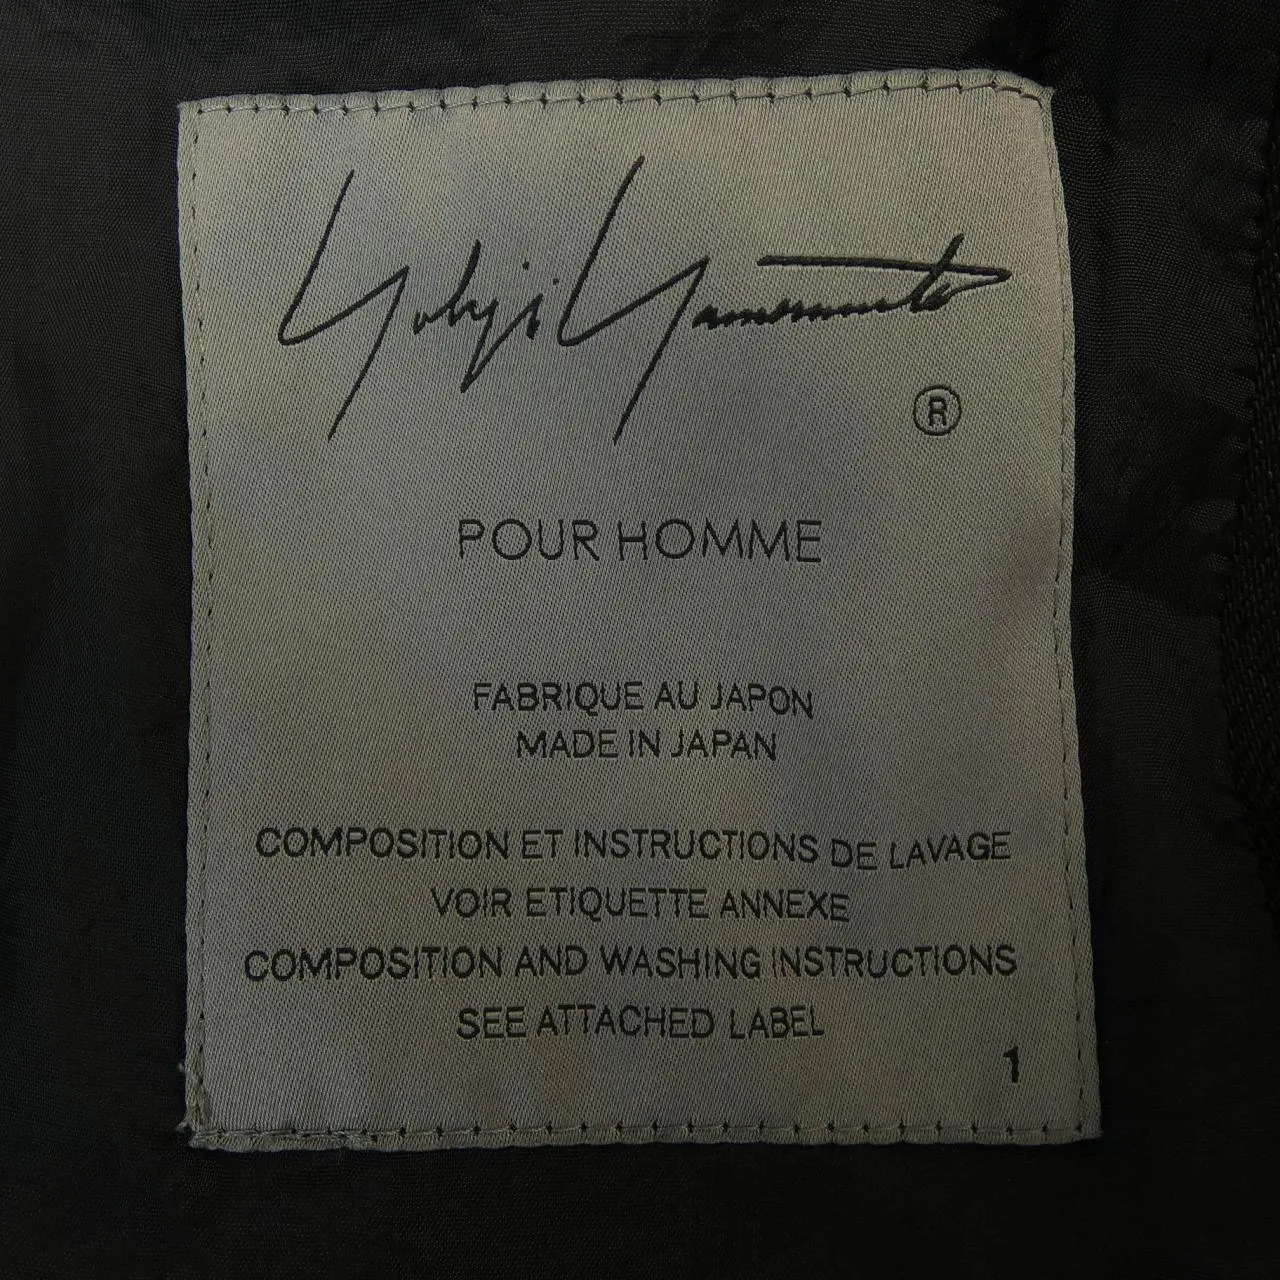 Yohji Yamamoto
®
POUR HOMME
FABRIQUE AU JAPON
MADE IN JAPAN
COMPOSITION ET INSTRUCTIONS DE LAVAGE
VOIR ETIQUETTE ANNEXE
COMPOSITION AND WASHING INSTRUCTIONS
SEE ATTACHED LABEL
1